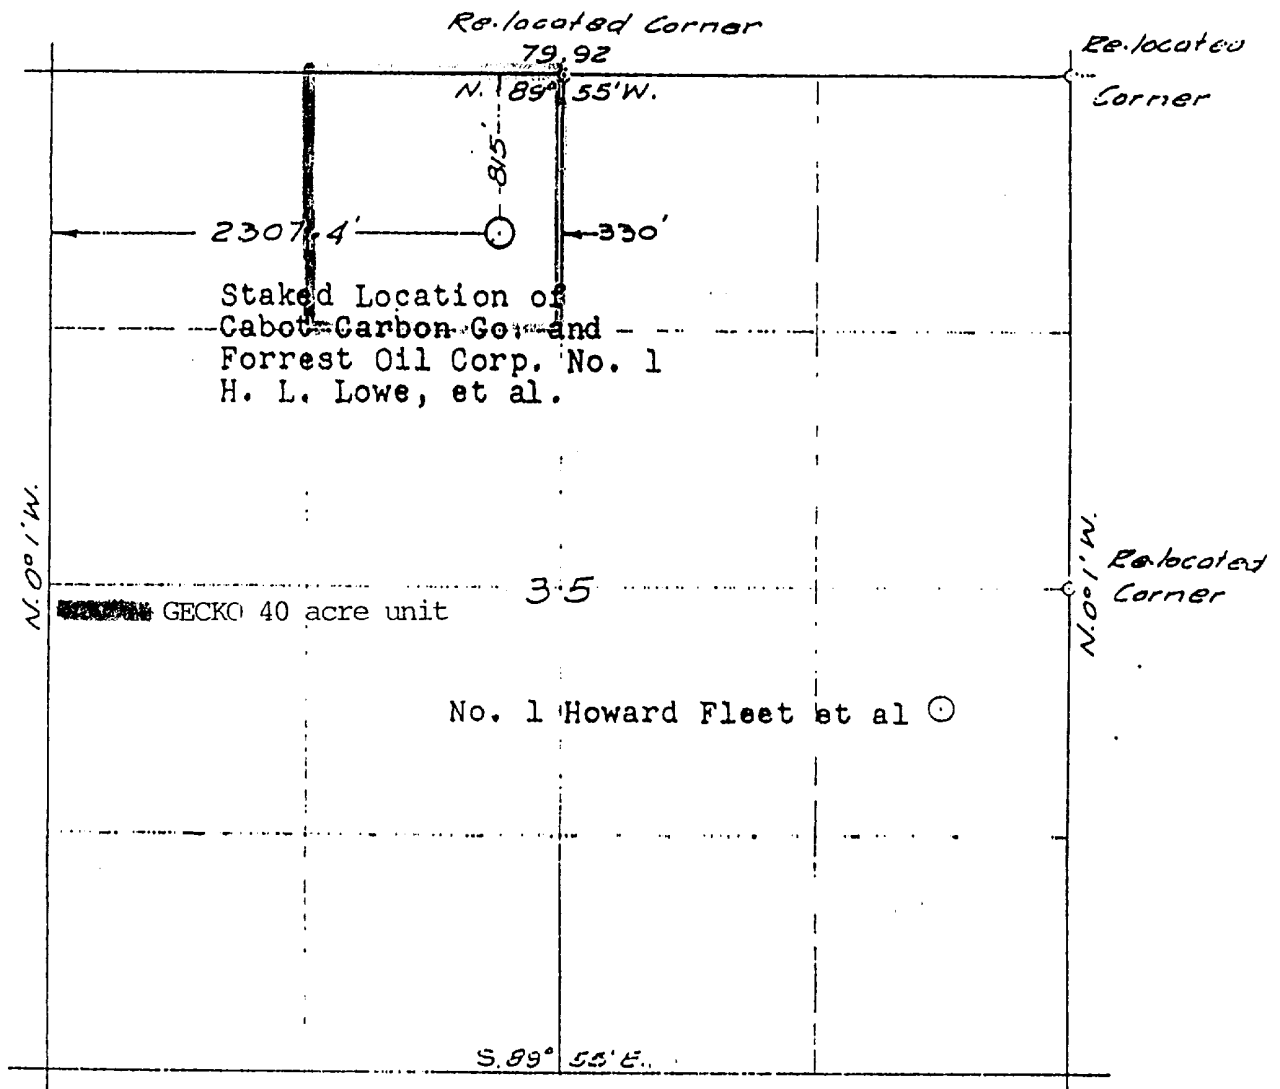 Re-located Corner
79.92
Re-located
Corner
N. 89° 55' W.
815'
2307.4'
330'
Staked Location of
Cabot Carbon Co. and
Forrest Oil Corp. No. 1
H. L. Lowe, et al.
N. 0° 1' W.
35
N. 0° 1' W.
Re-located
Corner
GECKO 40 acre unit
No. 1 Howard Fleet et al
S. 89° 55' E.